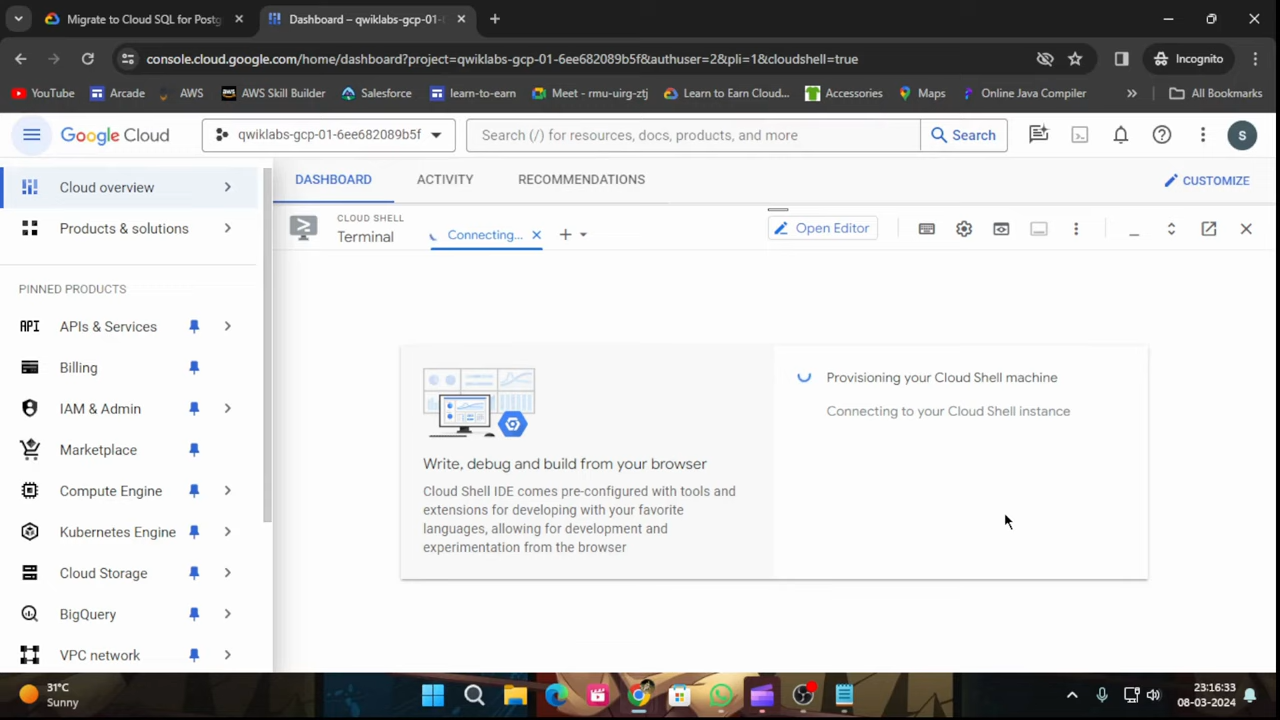 Migrate to Cloud SQL for Postg
Dashboard – qwiklabs-gcp-01-
console.cloud.google.com/home/dashboard?project=qwiklabs-gcp-01-6ee682089b5f&authuser=2&pli=1&cloudshell=true
Incognito
YouTube
Arcade
AWS
AWS Skill Builder
Salesforce
learn-to-earn
Meet - rmu-uirg-ztj
Learn to Earn Cloud...
Accessories
Maps
Online Java Compiler
»
All Bookmarks
Google Cloud
qwiklabs-gcp-01-6ee682089b5f
Search (/) for resources, docs, products, and more
Search
S
Cloud overview
Products & solutions
PINNED PRODUCTS
API APIs & Services
Billing
IAM & Admin
Marketplace
Compute Engine
Kubernetes Engine
Cloud Storage
BigQuery
VPC network
DASHBOARD
ACTIVITY
RECOMMENDATIONS
CUSTOMIZE
CLOUD SHELL
Terminal
Connecting...
Open Editor
Write, debug and build from your browser
Cloud Shell IDE comes pre-configured with tools and
extensions for developing with your favorite
languages, allowing for development and
experimentation from the browser
Provisioning your Cloud Shell machine
Connecting to your Cloud Shell instance
31°C
Sunny
23:16:33
08-03-2024